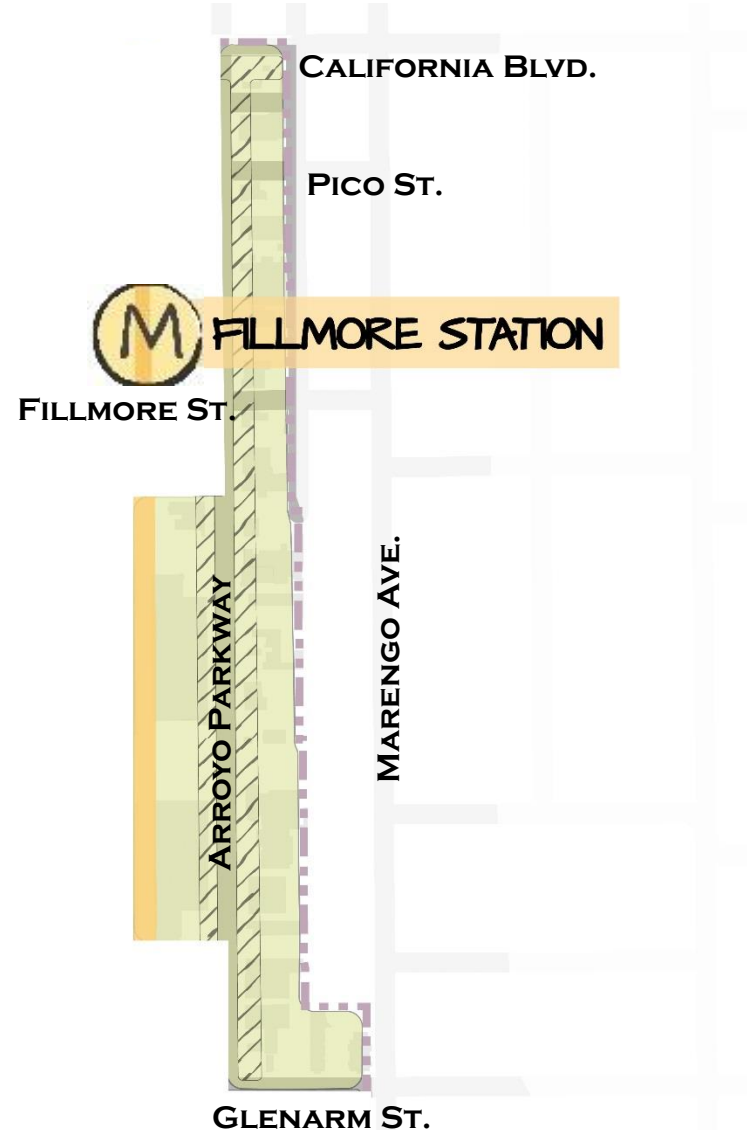 California Blvd.
Pico St.
M Fillmore Station
Fillmore St.
Arroyo Parkway
Marengo Ave.
Glenarm St.